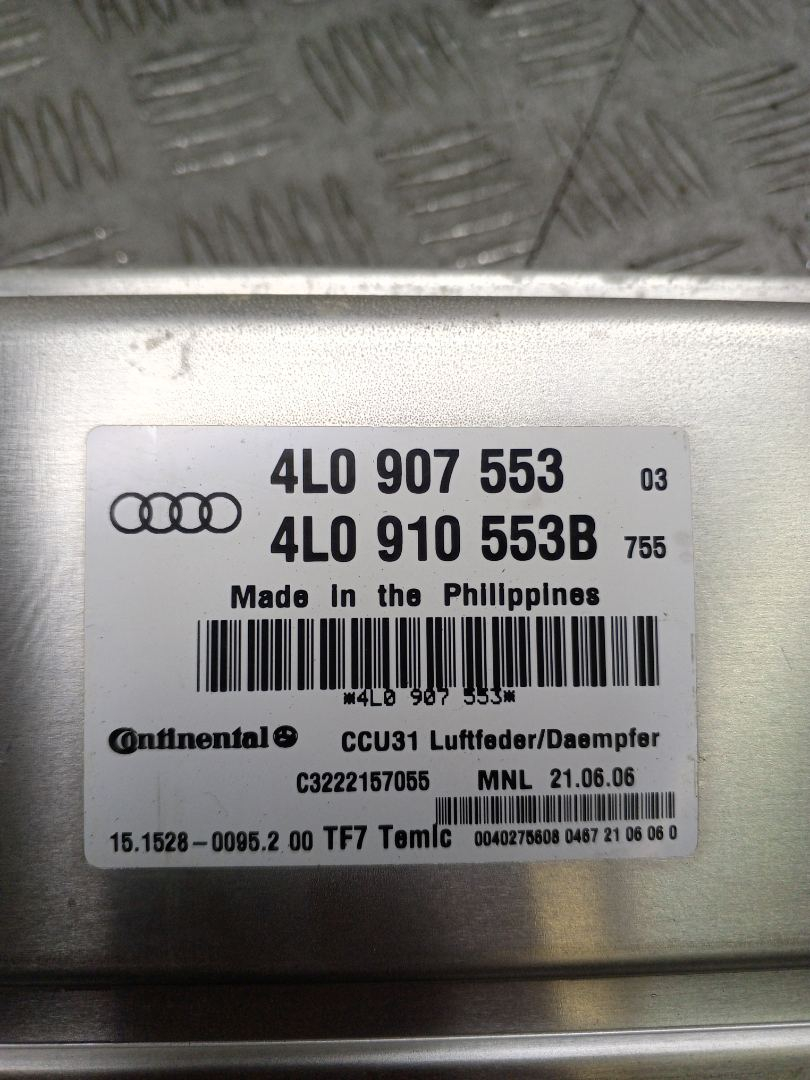 4L0 907 553 03
4L0 910 553B 755
Made in the Philippines
*4L0 907 553*
Continental CCU31 Luftfeder/Daempfer
C3222157055 MNL 21.06.06
15.1528-0095.2 00 TF7 Temic 0040275608 0467 21 06 06 0